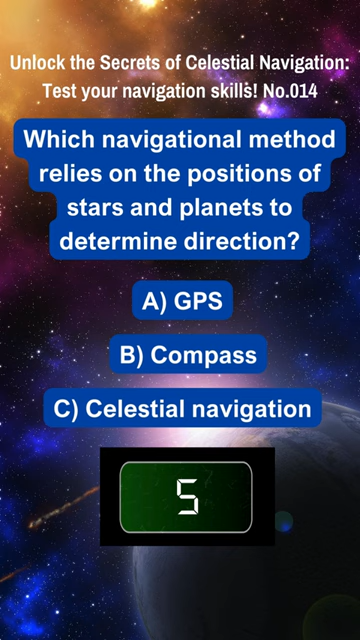 Unlock the Secrets of Celestial Navigation:
Test your navigation skills! No.014
Which navigational method
relies on the positions of
stars and planets to
determine direction?
A) GPS
B) Compass
C) Celestial navigation
5